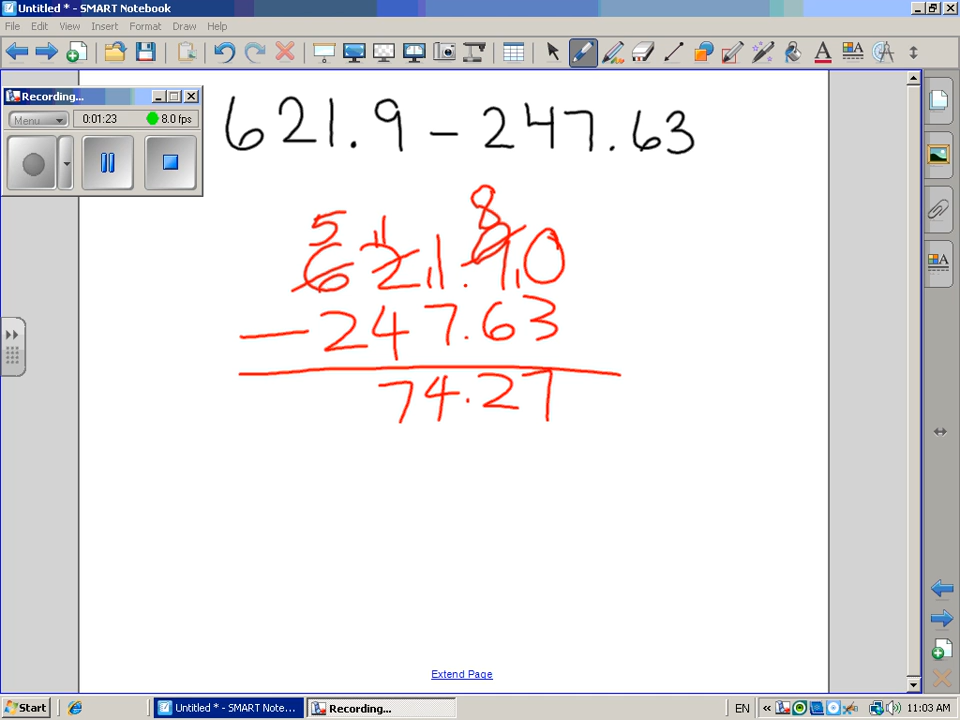 Untitled * - SMART Notebook
File Edit View Insert Format Draw Help
Recording...
Menu 0:01:23 8.0 fps
621.9 - 247.63
5 11 8
621.90
- 247.63
74.27
Extend Page
Start Untitled * - SMART Note... Recording... EN « 11:03 AM